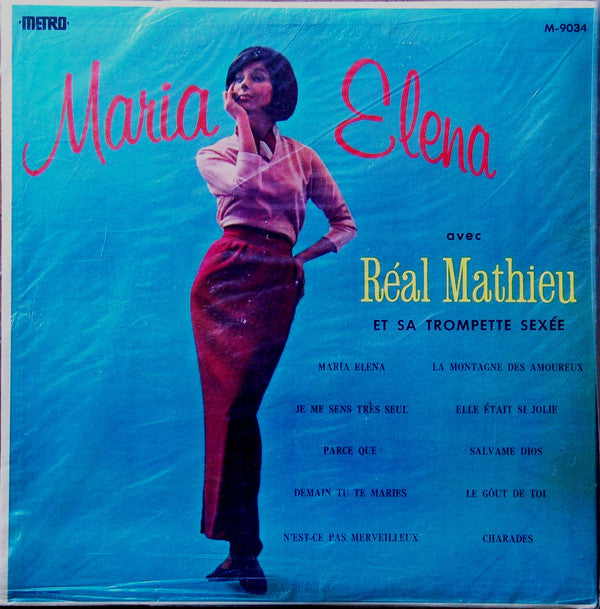 METRO
M-9034
Maria Elena
avec
Réal Mathieu
ET SA TROMPETTE SEXÉE
MARIA ELENA
JE ME SENS TRÈS SEUL
PARCE QUE
DEMAIN TU TE MARIES
N'EST-CE PAS MERVEILLEUX
LA MONTAGNE DES AMOUREUX
ELLE ÉTAIT SI JOLIE
SALVAME DIOS
LE GÔUT DE TOI
CHARADES